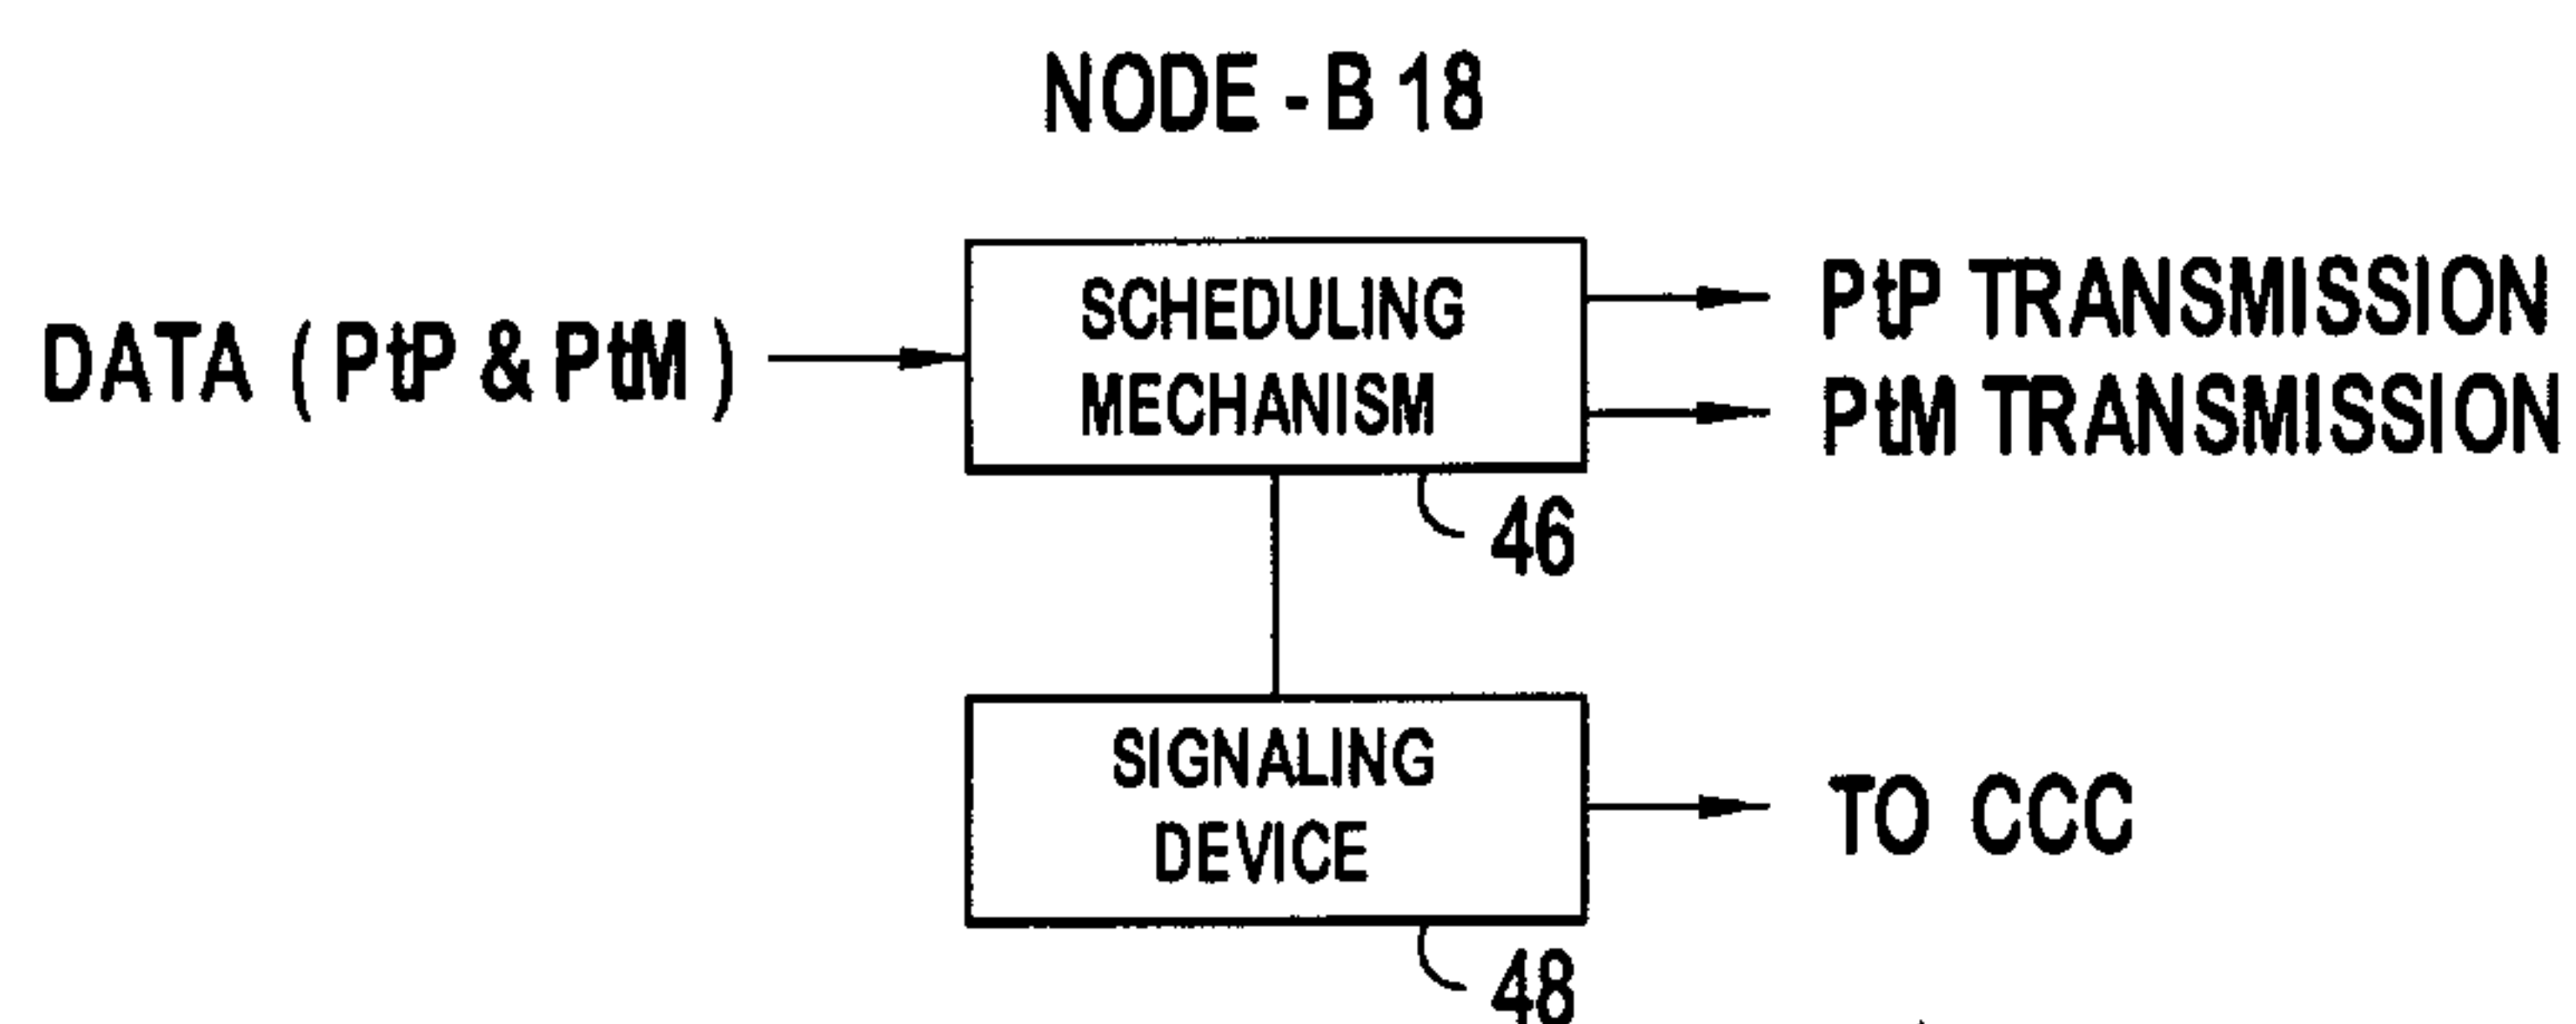 NODE - B 18
DATA ( PtP & PtM )
SCHEDULING
MECHANISM
PtP TRANSMISSION
PtM TRANSMISSION
46
SIGNALING
DEVICE
TO CCC
48